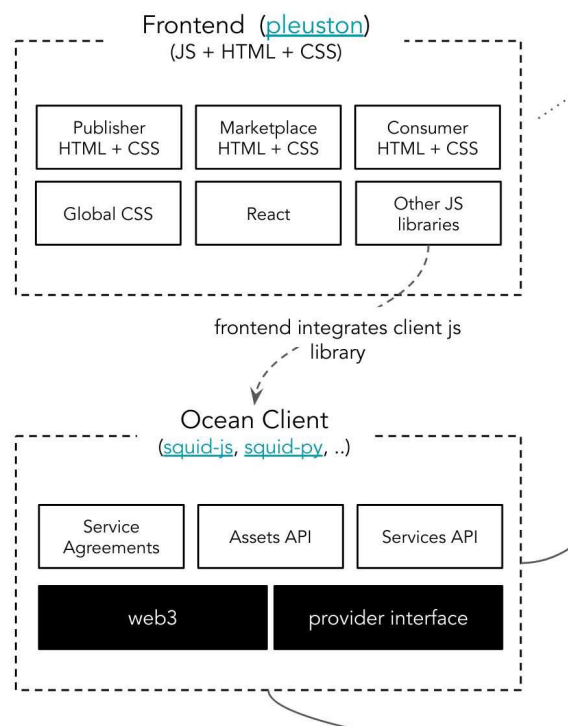 Frontend (pleuston)
(JS + HTML + CSS)
Publisher
HTML + CSS
Marketplace
HTML + CSS
Consumer
HTML + CSS
Global CSS
React
Other JS
libraries
frontend integrates client js
library
Ocean Client
(squid-js, squid-py, ..)
Service
Agreements
Assets API
Services API
web3
provider interface